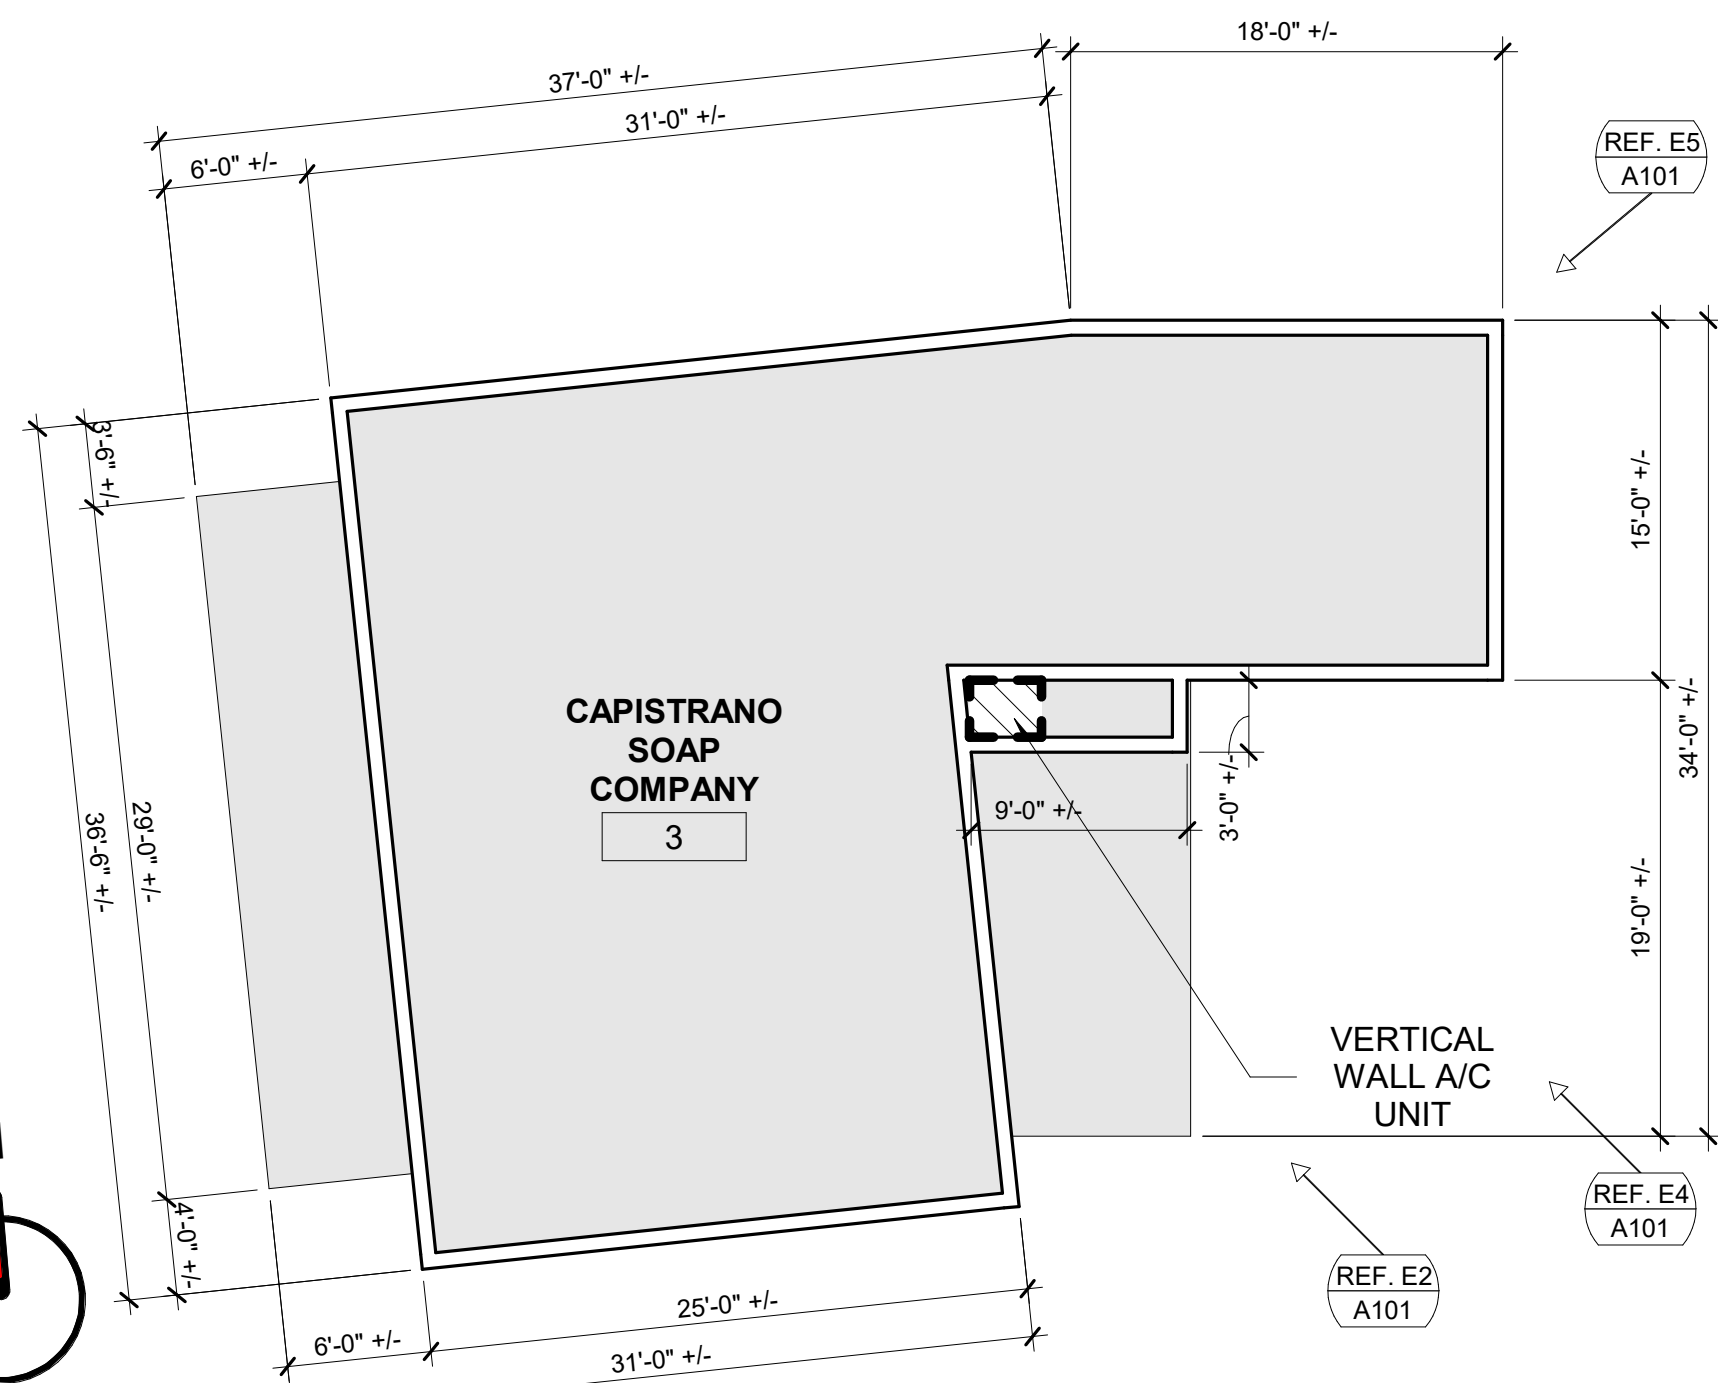 18'-0" +/-
37'-0" +/-
31'-0" +/-
6'-0" +/-
REF. E5
A101
3'-6" +/-
15'-0" +/-
CAPISTRANO
SOAP
COMPANY
3
9'-0" +/-
3'-0" +/-
34'-0" +/-
36'-6" +/-
29'-0" +/-
19'-0" +/-
VERTICAL
WALL A/C
UNIT
REF. E4
A101
4'-0" +/-
REF. E2
A101
25'-0" +/-
6'-0" +/-
31'-0" +/-